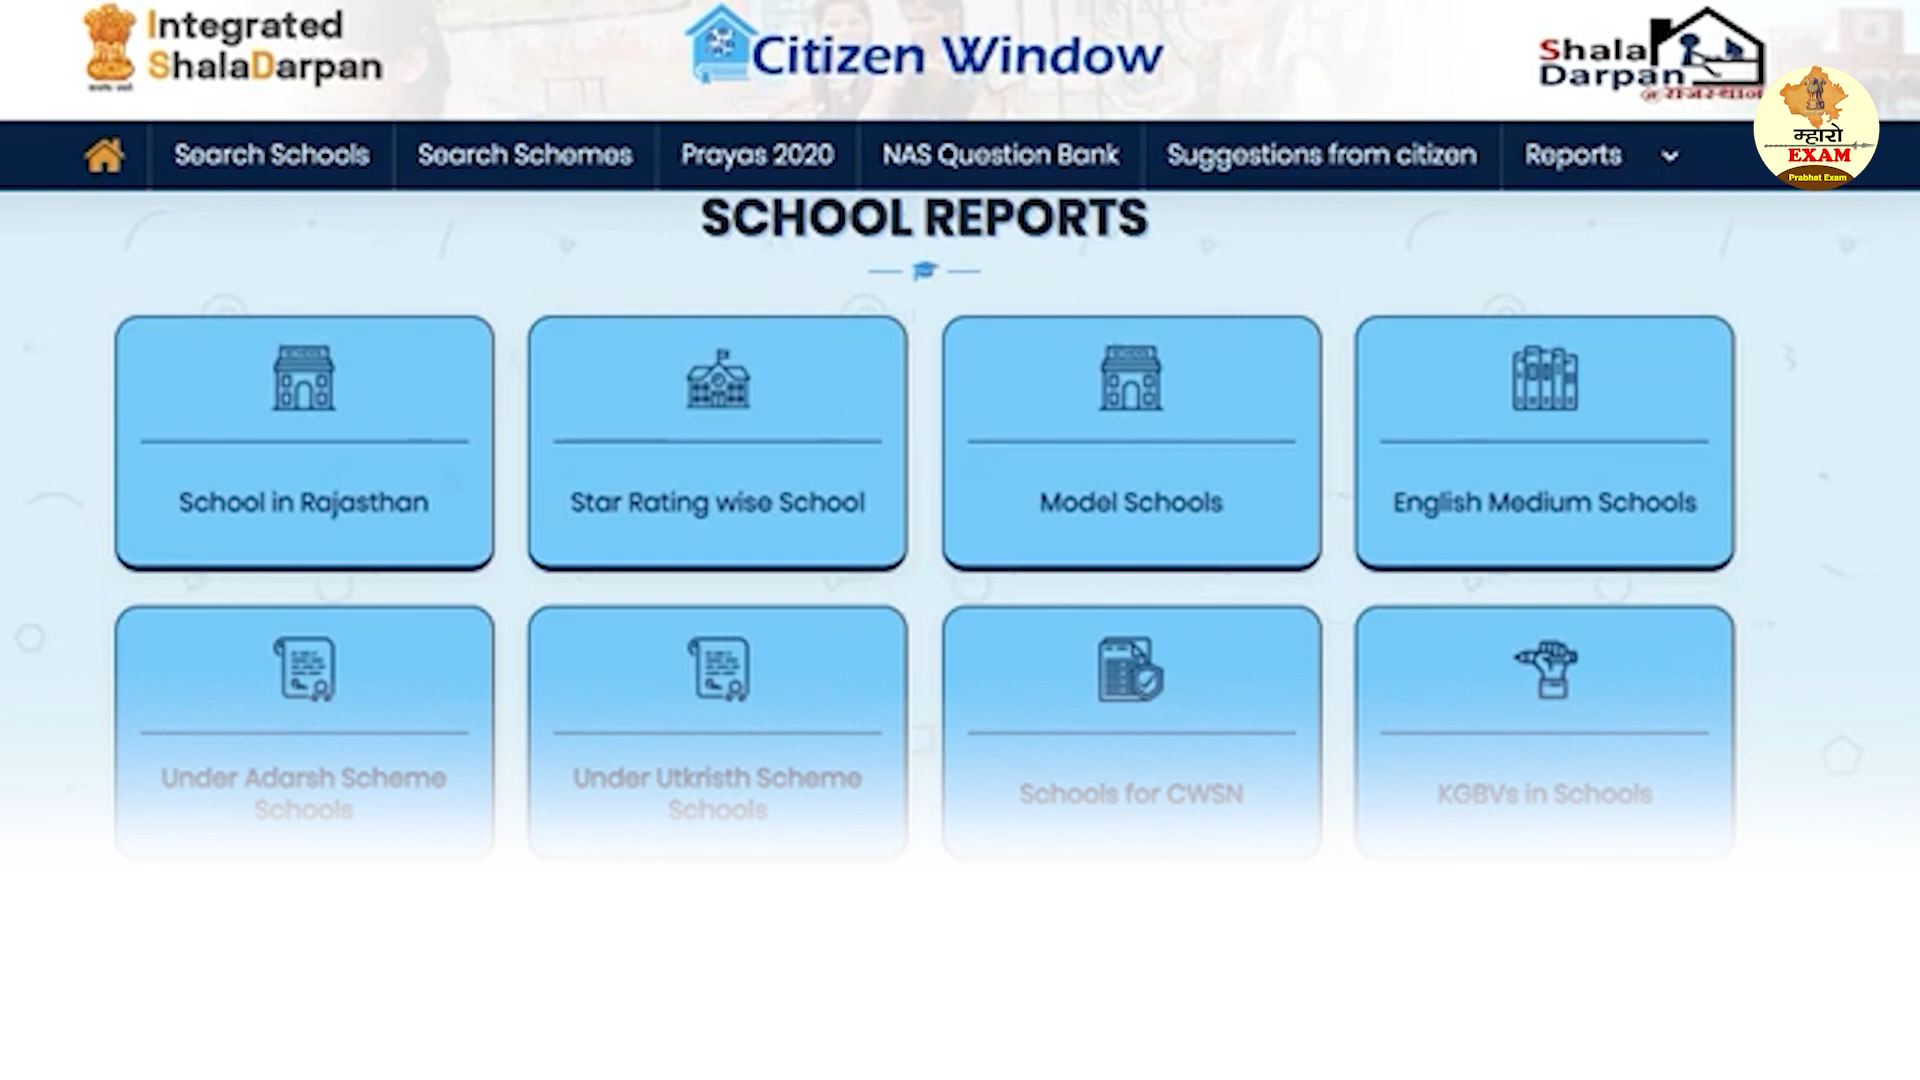 Integrated
ShalaDarpan
Citizen Window
Shala
Darpan
@ राजस्थान
म्हारो
EXAM
Prabhat Exam
Search Schools
Search Schemes
Prayas 2020
NAS Question Bank
Suggestions from citizen
Reports
SCHOOL REPORTS
School in Rajasthan
Star Rating wise School
Model Schools
English Medium Schools
Under Adarsh Scheme
Schools
Under Utkristh Scheme
Schools
Schools for CWSN
KGBVs in Schools